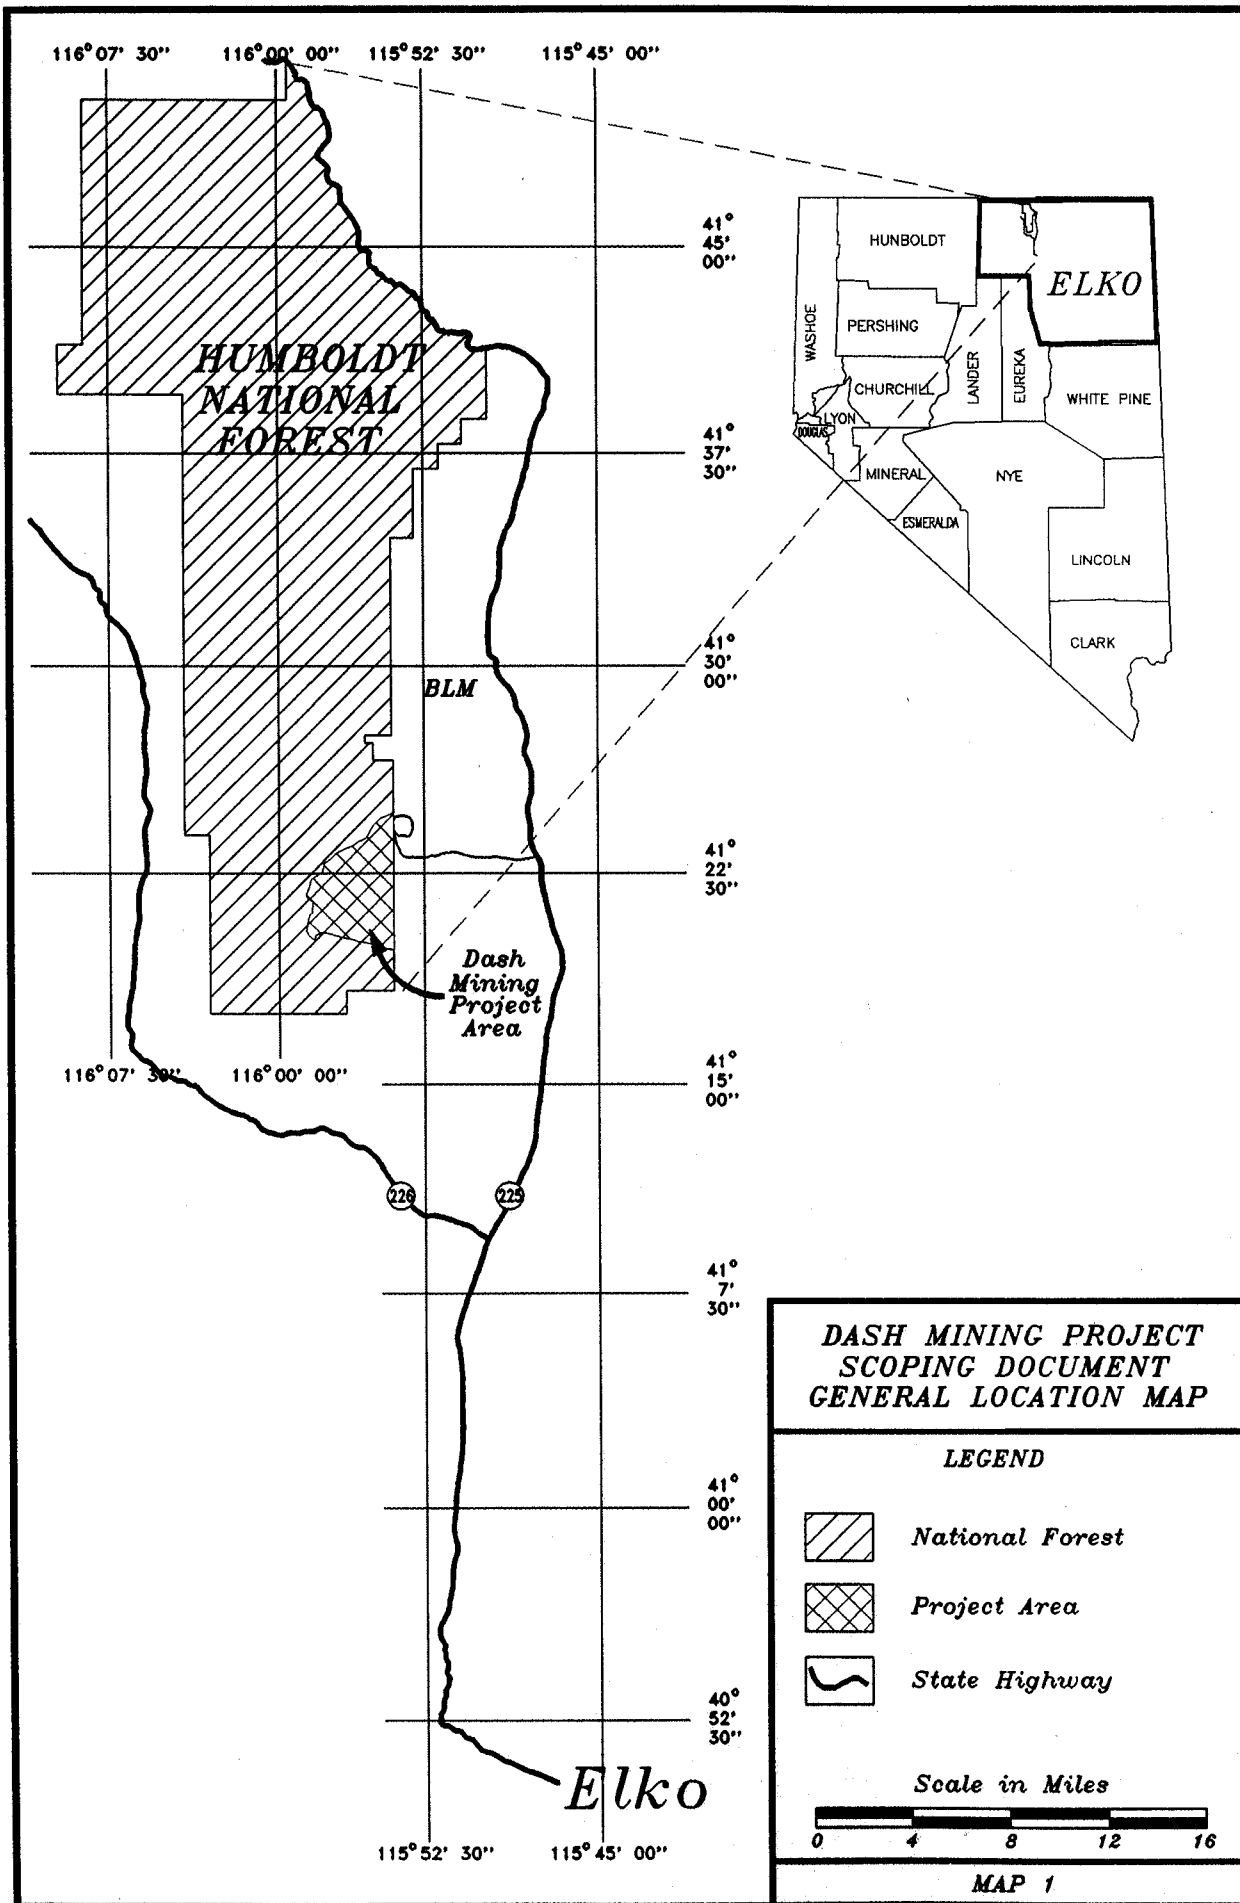 116° 07' 30"
116° 00' 00"
115° 52' 30"
115° 45' 00"
41°
45'
00"
HUNBOLDT
ELKO
WASHOE
PERSHING
LANDER
EUREKA
CHURCHILL
WHITE PINE
LYON
DOUGLAS
MINERAL
NYE
ESMERALDA
LINCOLN
CLARK
HUMBOLDT
NATIONAL
FOREST
41°
37'
30"
41°
30'
00"
BLM
41°
22'
30"
Dash
Mining
Project
Area
116° 07' 30"
116° 00' 00"
41°
15'
00"
226
225
41°
7'
30"
41°
00'
00"
40°
52'
30"
Elko
115° 52' 30"
115° 45' 00"
DASH MINING PROJECT
SCOPING DOCUMENT
GENERAL LOCATION MAP
LEGEND
National Forest
Project Area
State Highway
Scale in Miles
0 4 8 12 16
MAP 1